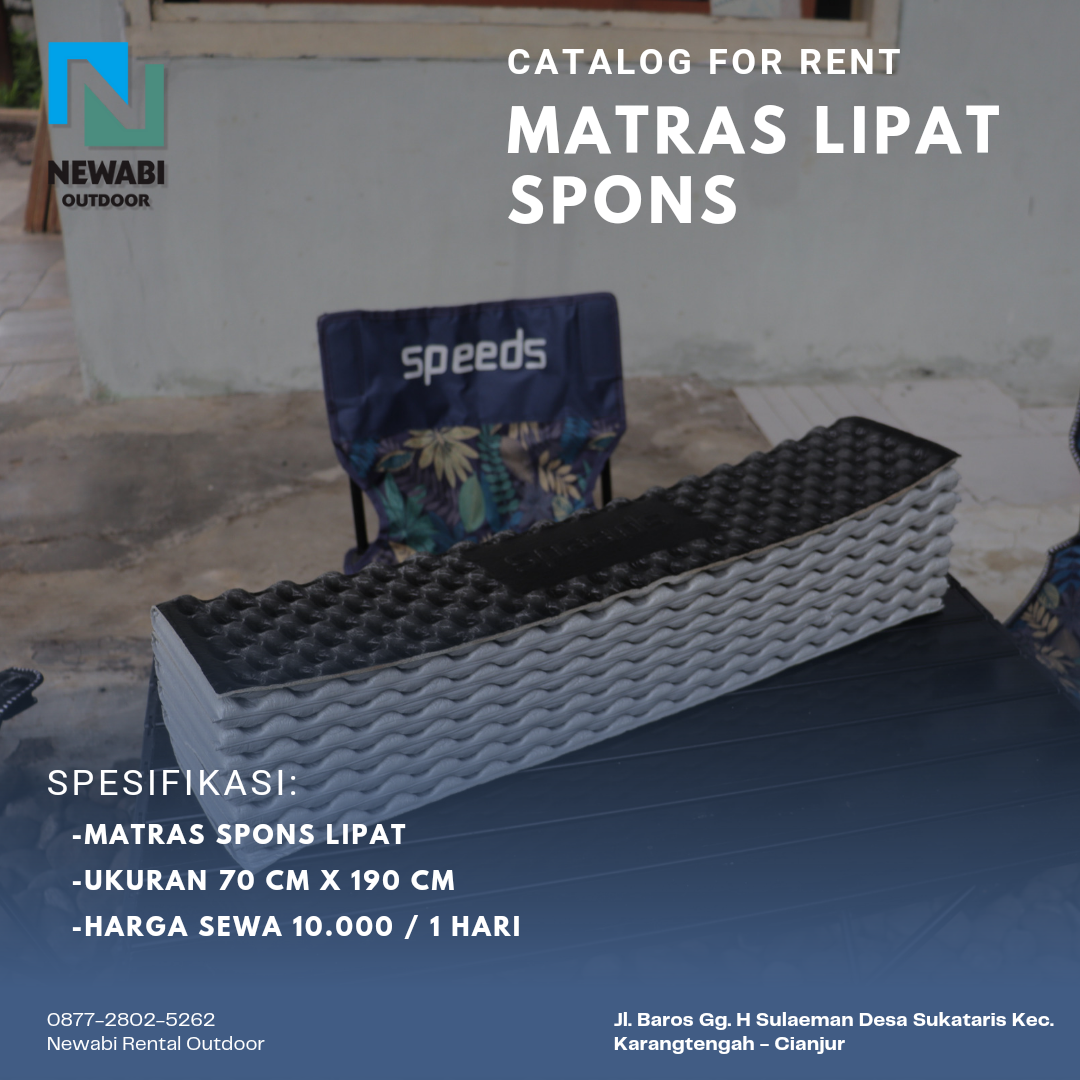 NEWABI
OUTDOOR
CATALOG FOR RENT
MATRAS LIPAT
SPONS
speeds
SPESIFIKASI:
-MATRAS SPONS LIPAT
-UKURAN 70 CM X 190 CM
-HARGA SEWA 10.000 / 1 HARI
0877-2802-5262
Newabi Rental Outdoor
Jl. Baros Gg. H Sulaeman Desa Sukataris Kec.
Karangtengah - Cianjur